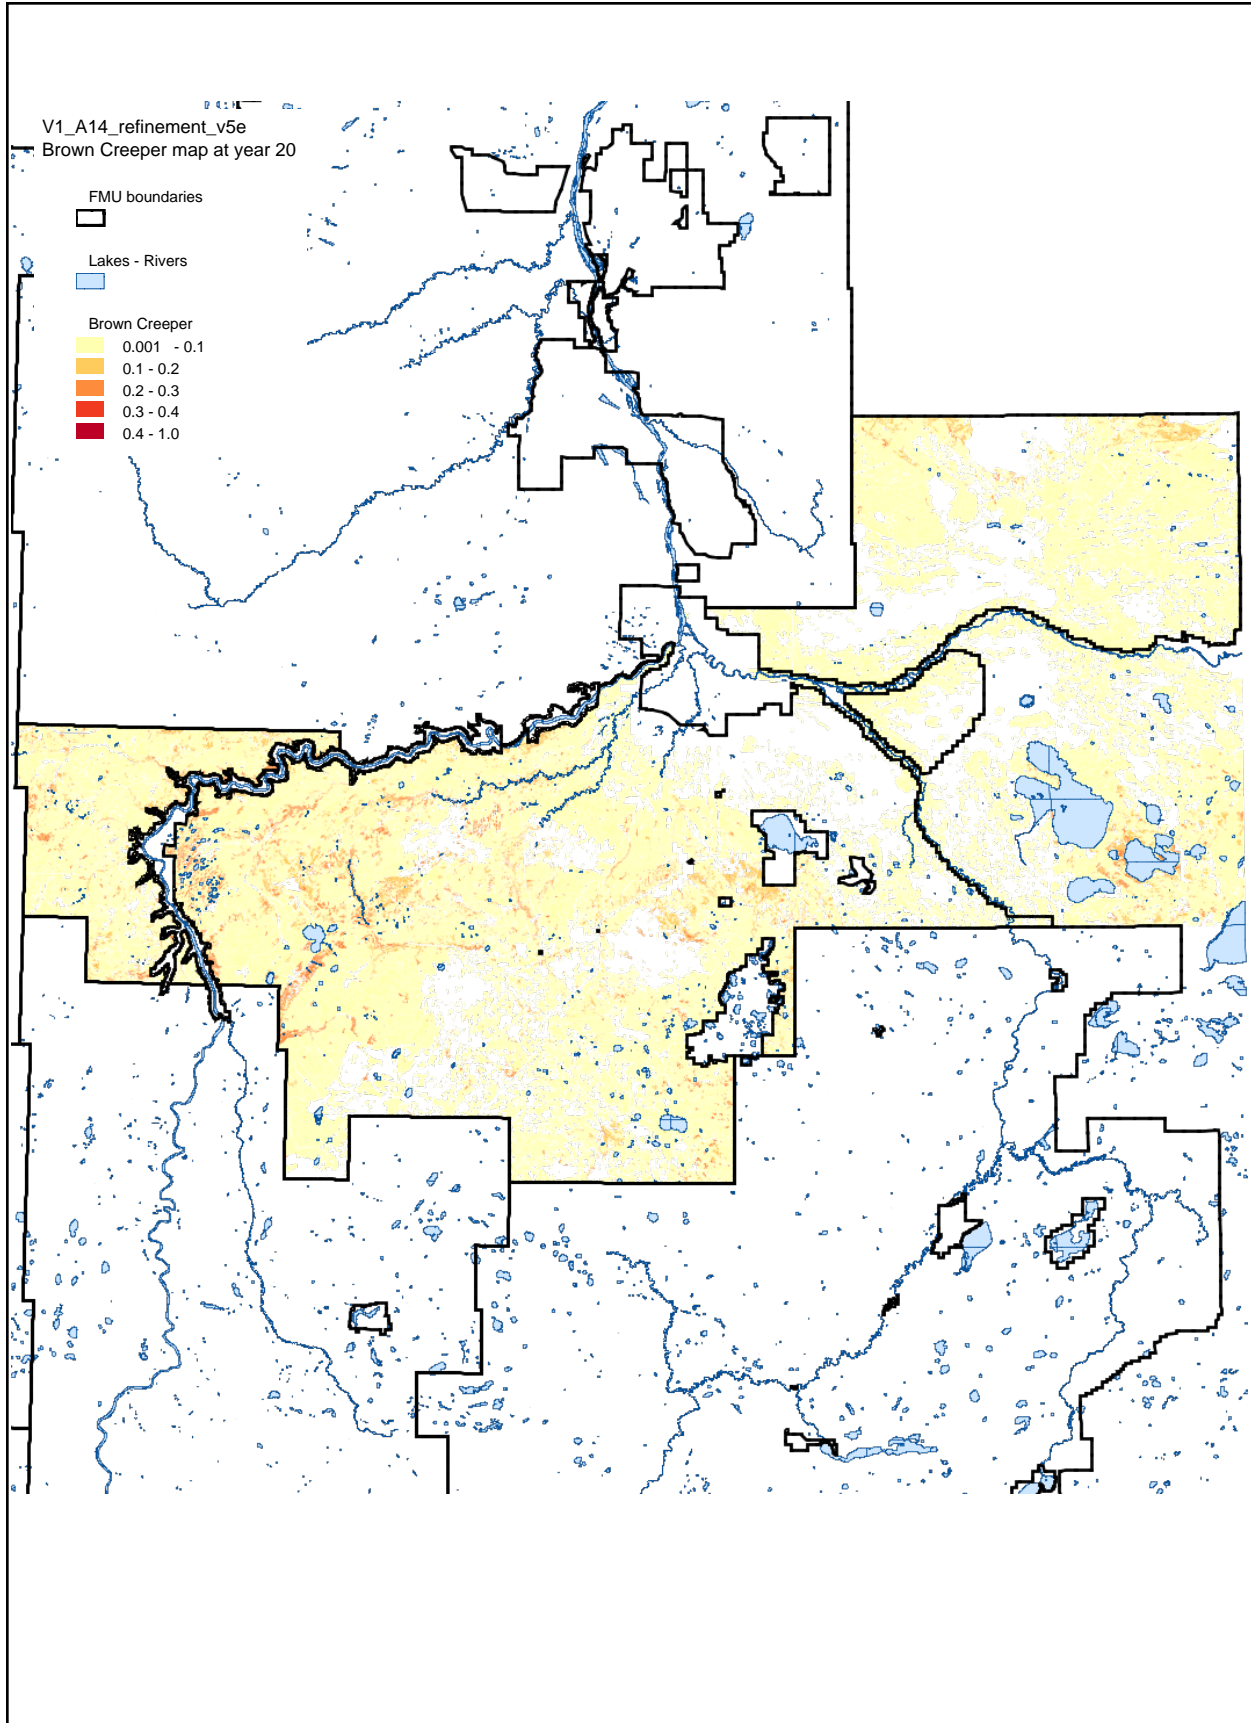 V1_A14_refinement_v5e
Brown Creeper map at year 20
FMU boundaries
Lakes - Rivers
Brown Creeper
0.001 - 0.1
0.1 - 0.2
0.2 - 0.3
0.3 - 0.4
0.4 - 1.0